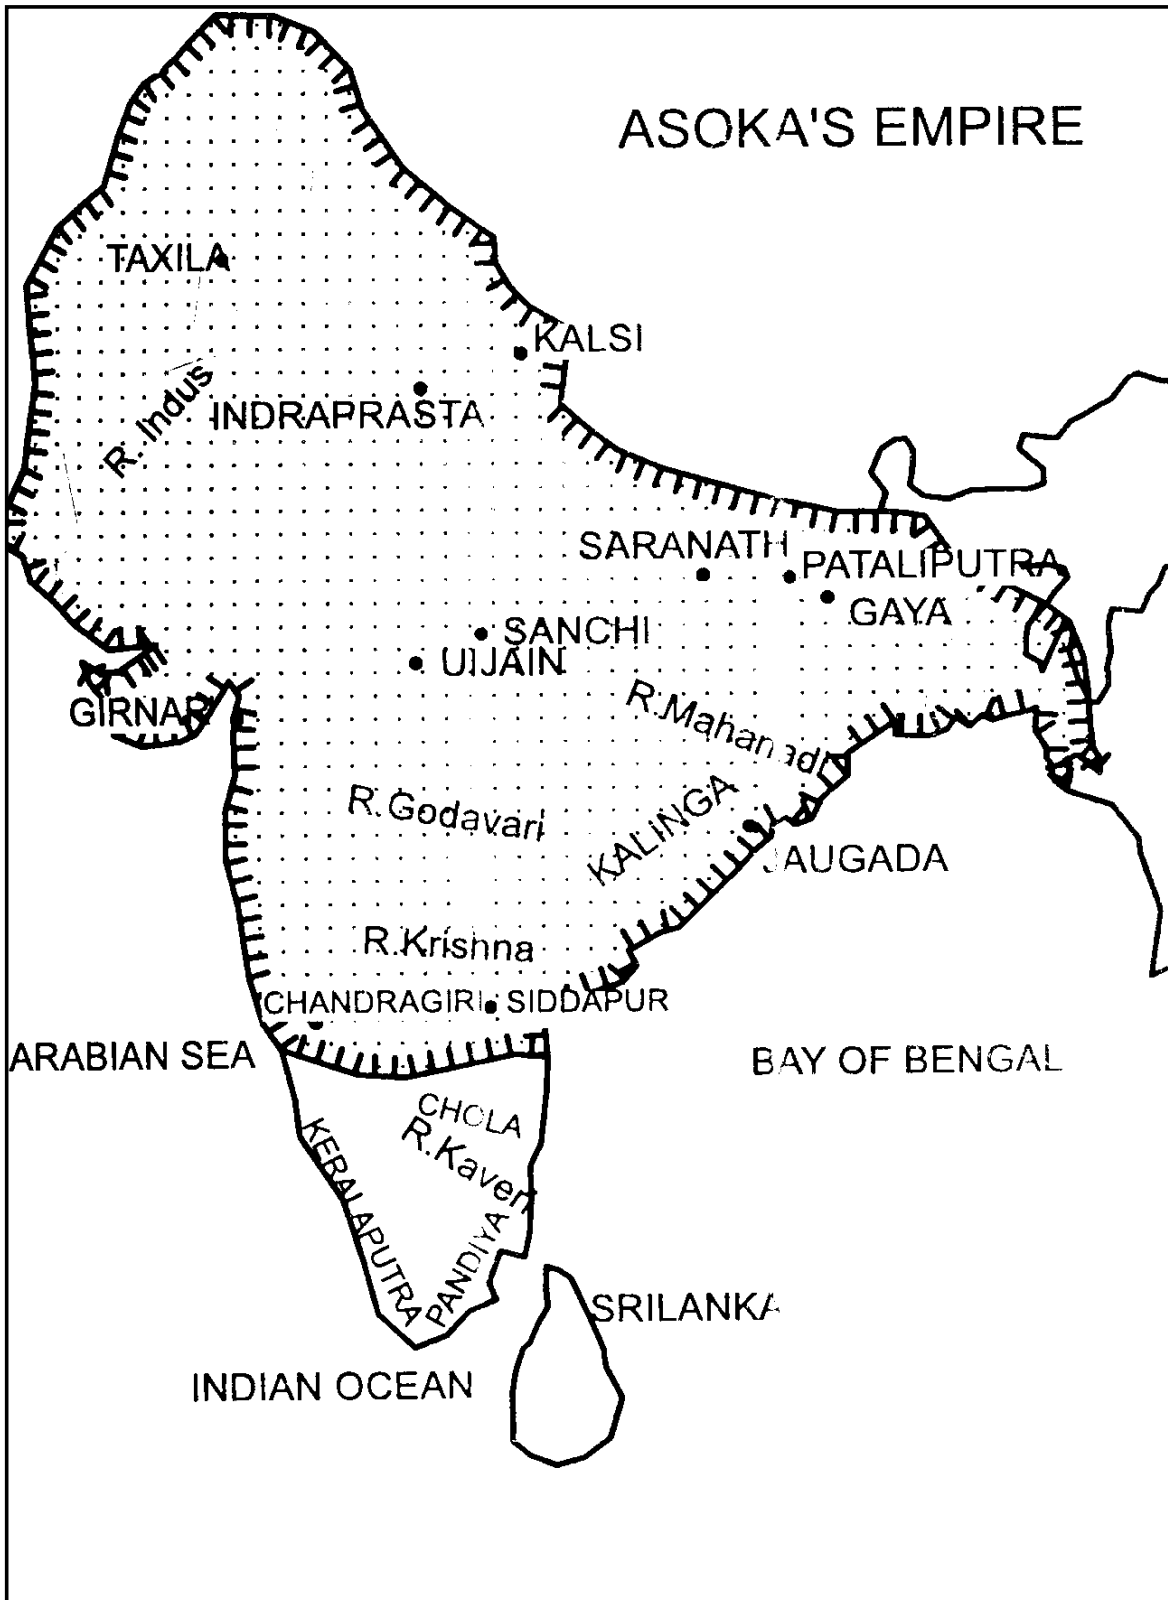 ASOKA'S EMPIRE
TAXILA
KALSI
R. Indus
INDRAPRASTA
SARANATH
PATALIPUTRA
GAYA
SANCHI
UJJAIN
GIRNAR
R.Mahanadi
R.Godavari
KALINGA
JAUGADA
R.Krishna
CHANDRAGIRI
SIDDAPUR
ARABIAN SEA
BAY OF BENGAL
CHOLA
R.Kaveri
KERALAPUTRA
PANDIYA
SRILANKA
INDIAN OCEAN